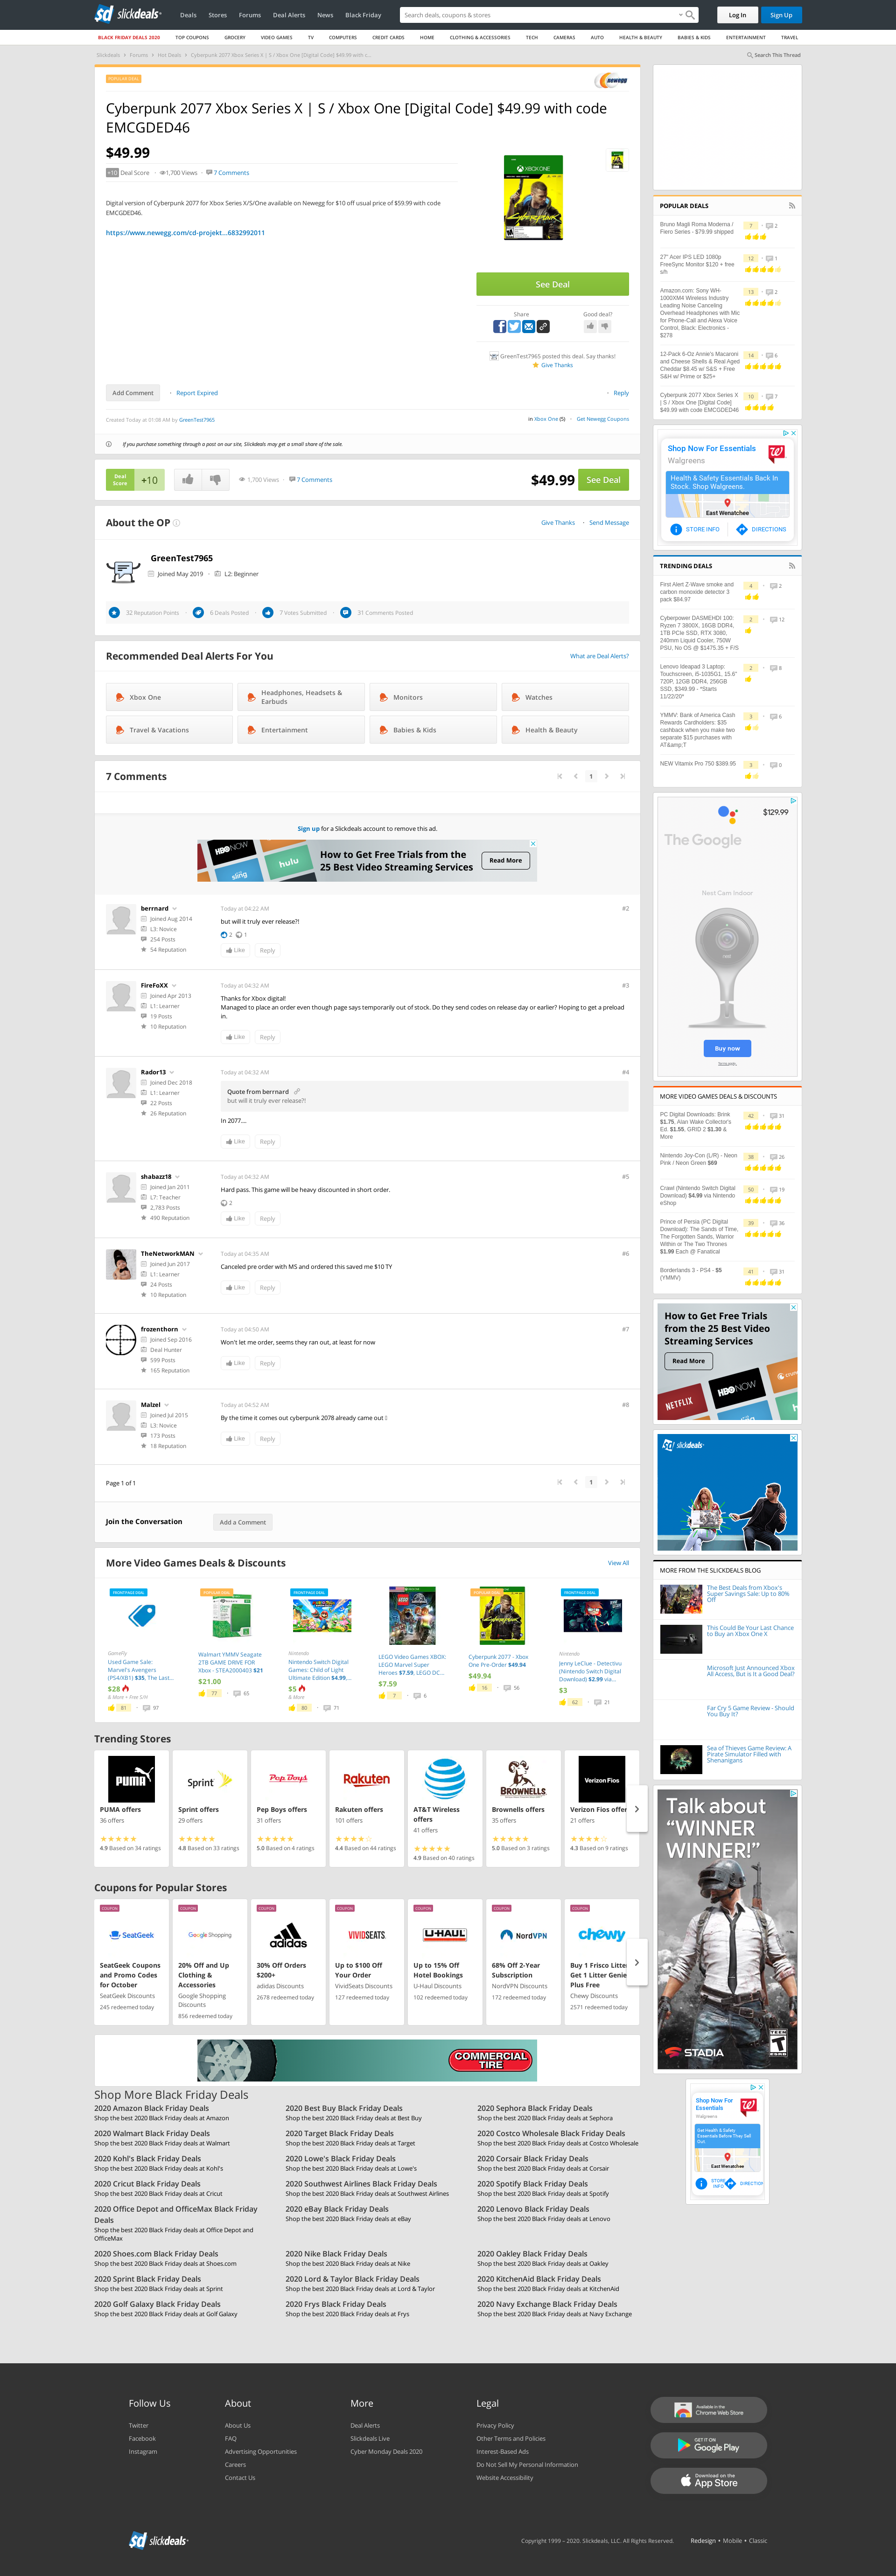 slickdeals
Deals Stores Forums Deal Alerts News Black Friday
Search deals, coupons & stores
Log In Sign Up
BLACK FRIDAY DEALS 2020 TOP COUPONS GROCERY VIDEO GAMES TV COMPUTERS CREDIT CARDS HOME CLOTHING & ACCESSORIES TECH CAMERAS AUTO HEALTH & BEAUTY BABIES & KIDS ENTERTAINMENT TRAVEL
Slickdeals Forums Hot Deals Cyberpunk 2077 Xbox Series X | S / Xbox One [Digital Code] $49.99 with c...
Search This Thread
POPULAR DEAL
newegg
Cyberpunk 2077 Xbox Series X | S / Xbox One [Digital Code] $49.99 with code
EMCGDED46
$49.99
+10 Deal Score 1,700 Views 7 Comments
Digital version of Cyberpunk 2077 for Xbox Series X/S/One available on Newegg for $10 off usual price of $59.99 with code
EMCGDED46.
https://www.newegg.com/cd-projekt...6832992011
See Deal
Share Good deal?
GreenTest7965 posted this deal. Say thanks!
Give Thanks
Add Comment Report Expired Reply
Created Today at 01:08 AM by GreenTest7965
in Xbox One (5) Get Newegg Coupons
If you purchase something through a post on our site, Slickdeals may get a small share of the sale.
Deal
Score
+10
1,700 Views 7 Comments
$49.99 See Deal
About the OP
Give Thanks Send Message
GreenTest7965
Joined May 2019 L2: Beginner
32 Reputation Points 6 Deals Posted 7 Votes Submitted 31 Comments Posted
Recommended Deal Alerts For You
What are Deal Alerts?
Xbox One
Headphones, Headsets &
Earbuds
Monitors
Watches
Travel & Vacations
Entertainment
Babies & Kids
Health & Beauty
7 Comments
1
Sign up for a Slickdeals account to remove this ad.
HBO NOW
hulu
sling
How to Get Free Trials from the
25 Best Video Streaming Services
Read More
berrnard
Joined Aug 2014
L3: Novice
254 Posts
54 Reputation
Today at 04:22 AM
#2
but will it truly ever release?!
2 1
Like Reply
FireFoXX
Joined Apr 2013
L1: Learner
19 Posts
10 Reputation
Today at 04:32 AM
#3
Thanks for Xbox digital!
Managed to place an order even though page says temporarily out of stock. Do they send codes on release day or earlier? Hoping to get a preload
in.
Like Reply
Rador13
Joined Dec 2018
L1: Learner
22 Posts
26 Reputation
Today at 04:32 AM
#4
Quote from berrnard
but will it truly ever release?!
In 2077....
Like Reply
shabazz18
Joined Jan 2011
L7: Teacher
2,783 Posts
490 Reputation
Today at 04:32 AM
#5
Hard pass. This game will be heavy discounted in short order.
2
Like Reply
TheNetworkMAN
Joined Jun 2017
L1: Learner
24 Posts
10 Reputation
Today at 04:35 AM
#6
Canceled pre order with MS and ordered this saved me $10 TY
Like Reply
frozenthorn
Joined Sep 2016
Deal Hunter
599 Posts
165 Reputation
Today at 04:50 AM
#7
Won't let me order, seems they ran out, at least for now
Like Reply
Malzel
Joined Jul 2015
L3: Novice
173 Posts
18 Reputation
Today at 04:52 AM
#8
By the time it comes out cyberpunk 2078 already came out
Like Reply
Page 1 of 1
1
Join the Conversation
Add a Comment
More Video Games Deals & Discounts
View All
FRONTPAGE DEAL
GameFly
Used Game Sale:
Marvel's Avengers
(PS4/XB1) $35, The Last...
$28
& More + Free S/H
81 97
POPULAR DEAL
Walmart YMMV Seagate
2TB GAME DRIVE FOR
Xbox - STEA2000403 $21
$21.00
77 65
FRONTPAGE DEAL
Nintendo
Nintendo Switch Digital
Games: Child of Light
Ultimate Edition $4.99,...
$5
& More
80 71
LEGO Video Games XBOX:
LEGO Marvel Super
Heroes $7.59, LEGO DC...
$7.59
7 6
POPULAR DEAL
Cyberpunk 2077 - Xbox
One Pre-Order $49.94
$49.94
16 56
FRONTPAGE DEAL
Nintendo
Jenny LeClue - Detectivu
(Nintendo Switch Digital
Download) $2.99 via...
$3
62 21
Trending Stores
PUMA
PUMA offers
36 offers
4.9 Based on 34 ratings
Sprint
Sprint offers
29 offers
4.8 Based on 33 ratings
Pep Boys
Pep Boys offers
31 offers
5.0 Based on 4 ratings
Rakuten
Rakuten offers
101 offers
4.4 Based on 44 ratings
AT&T Wireless
offers
41 offers
4.9 Based on 40 ratings
BROWNELLS
Brownells offers
35 offers
5.0 Based on 3 ratings
Verizon Fios
Verizon Fios offers
21 offers
4.3 Based on 9 ratings
Coupons for Popular Stores
COUPON
SeatGeek
SeatGeek Coupons
and Promo Codes
for October
SeatGeek Discounts
245 redeemed today
COUPON
Google Shopping
20% Off and Up
Clothing &
Accessories
Google Shopping
Discounts
856 redeemed today
COUPON
adidas
30% Off Orders
$200+
adidas Discounts
2678 redeemed today
COUPON
VIVIDSEATS
Up to $100 Off
Your Order
VividSeats Discounts
127 redeemed today
COUPON
U-HAUL
Up to 15% Off
Hotel Bookings
U-Haul Discounts
102 redeemed today
COUPON
NordVPN
68% Off 2-Year
Subscription
NordVPN Discounts
172 redeemed today
COUPON
chewy
Buy 1 Frisco Litter,
Get 1 Litter Genie
Plus Free
Chewy Discounts
2571 redeemed today
COMMERCIAL
TIRE
Shop More Black Friday Deals
2020 Amazon Black Friday Deals
Shop the best 2020 Black Friday deals at Amazon
2020 Best Buy Black Friday Deals
Shop the best 2020 Black Friday deals at Best Buy
2020 Sephora Black Friday Deals
Shop the best 2020 Black Friday deals at Sephora
2020 Walmart Black Friday Deals
Shop the best 2020 Black Friday deals at Walmart
2020 Target Black Friday Deals
Shop the best 2020 Black Friday deals at Target
2020 Costco Wholesale Black Friday Deals
Shop the best 2020 Black Friday deals at Costco Wholesale
2020 Kohl's Black Friday Deals
Shop the best 2020 Black Friday deals at Kohl's
2020 Lowe's Black Friday Deals
Shop the best 2020 Black Friday deals at Lowe's
2020 Corsair Black Friday Deals
Shop the best 2020 Black Friday deals at Corsair
2020 Cricut Black Friday Deals
Shop the best 2020 Black Friday deals at Cricut
2020 Southwest Airlines Black Friday Deals
Shop the best 2020 Black Friday deals at Southwest Airlines
2020 Spotify Black Friday Deals
Shop the best 2020 Black Friday deals at Spotify
2020 Office Depot and OfficeMax Black Friday
Deals
Shop the best 2020 Black Friday deals at Office Depot and
OfficeMax
2020 eBay Black Friday Deals
Shop the best 2020 Black Friday deals at eBay
2020 Lenovo Black Friday Deals
Shop the best 2020 Black Friday deals at Lenovo
2020 Shoes.com Black Friday Deals
Shop the best 2020 Black Friday deals at Shoes.com
2020 Nike Black Friday Deals
Shop the best 2020 Black Friday deals at Nike
2020 Oakley Black Friday Deals
Shop the best 2020 Black Friday deals at Oakley
2020 Sprint Black Friday Deals
Shop the best 2020 Black Friday deals at Sprint
2020 Lord & Taylor Black Friday Deals
Shop the best 2020 Black Friday deals at Lord & Taylor
2020 KitchenAid Black Friday Deals
Shop the best 2020 Black Friday deals at KitchenAid
2020 Golf Galaxy Black Friday Deals
Shop the best 2020 Black Friday deals at Golf Galaxy
2020 Frys Black Friday Deals
Shop the best 2020 Black Friday deals at Frys
2020 Navy Exchange Black Friday Deals
Shop the best 2020 Black Friday deals at Navy Exchange
POPULAR DEALS
Bruno Magli Roma Moderna /
Fiero Series - $79.99 shipped
7 2
27" Acer IPS LED 1080p
FreeSync Monitor $120 + free
s/h
12 1
Amazon.com: Sony WH-
1000XM4 Wireless Industry
Leading Noise Canceling
Overhead Headphones with Mic
for Phone-Call and Alexa Voice
Control, Black: Electronics -
$278
13 2
12-Pack 6-Oz Annie's Macaroni
and Cheese Shells & Real Aged
Cheddar $8.45 w/ S&S + Free
S&H w/ Prime or $25+
14 6
Cyberpunk 2077 Xbox Series X
| S / Xbox One [Digital Code]
$49.99 with code EMCGDED46
10 7
Shop Now For Essentials
Walgreens
Health & Safety Essentials Back In
Stock. Shop Walgreens.
East Wenatchee
STORE INFO DIRECTIONS
TRENDING DEALS
First Alert Z-Wave smoke and
carbon monoxide detector 3
pack $84.97
4 2
Cyberpower DASMEHDI 100:
Ryzen 7 3800X, 16GB DDR4,
1TB PCIe SSD, RTX 3080,
240mm Liquid Cooler, 750W
PSU, No OS @ $1475.35 + F/S
2 12
Lenovo Ideapad 3 Laptop:
Touchscreen, i5-1035G1, 15.6"
720P, 12GB DDR4, 256GB
SSD, $349.99 - *Starts
11/22/20*
2 8
YMMV: Bank of America Cash
Rewards Cardholders: $35
cashback when you make two
separate $15 purchases with
AT&amp;T
3 6
NEW Vitamix Pro 750 $389.95
3 0
$129.99
The Google
Nest Cam Indoor
Buy now
MORE VIDEO GAMES DEALS & DISCOUNTS
PC Digital Downloads: Brink
$1.75, Alan Wake Collector's
Ed. $1.55, GRID 2 $1.30 &
More
42 31
Nintendo Joy-Con (L/R) - Neon
Pink / Neon Green $69
38 26
Crawl (Nintendo Switch Digital
Download) $4.99 via Nintendo
eShop
50 19
Prince of Persia (PC Digital
Download): The Sands of Time,
The Forgotten Sands, Warrior
Within or The Two Thrones
$1.99 Each @ Fanatical
39 36
Borderlands 3 - PS4 - $5
(YMMV)
41 31
How to Get Free Trials
from the 25 Best Video
Streaming Services
Read More
NETFLIX
HBO NOW
hulu
slickdeals
MORE FROM THE SLICKDEALS BLOG
The Best Deals from Xbox's
Super Savings Sale: Up to 80%
Off
This Could Be Your Last Chance
to Buy an Xbox One X
Microsoft Just Announced Xbox
All Access, But is It a Good Deal?
Far Cry 5 Game Review - Should
You Buy It?
Sea of Thieves Game Review: A
Pirate Simulator Filled with
Shenanigans
Talk about
"WINNER
WINNER!"
STADIA
TEEN
T
ESRB
Shop Now For
Essentials
Walgreens
Get Health & Safety
Essentials Before They Sell
Out
East Wenatchee
STORE
INFO
DIRECTION
Follow Us
Twitter
Facebook
Instagram
About
About Us
FAQ
Advertising Opportunities
Careers
Contact Us
More
Deal Alerts
Slickdeals Live
Cyber Monday Deals 2020
Legal
Privacy Policy
Other Terms and Policies
Interest-Based Ads
Do Not Sell My Personal Information
Website Accessibility
Available in the
Chrome Web Store
GET IT ON
Google Play
Download on the
App Store
slickdeals
Copyright 1999 - 2020. Slickdeals, LLC. All Rights Reserved. Redesign • Mobile • Classic